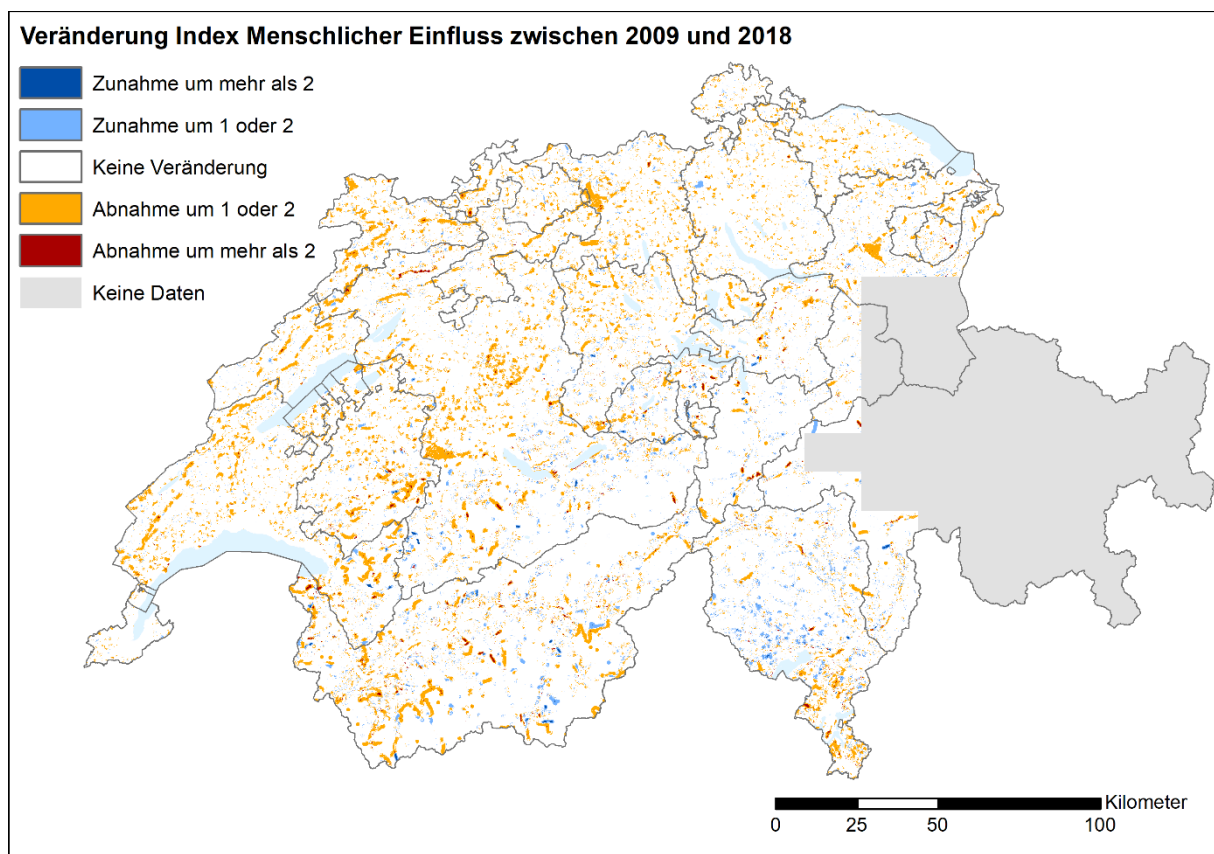 Veränderung Index Menschlicher Einfluss zwischen 2009 und 2018
Zunahme um mehr als 2
Zunahme um 1 oder 2
Keine Veränderung
Abnahme um 1 oder 2
Abnahme um mehr als 2
Keine Daten
Kilometer
0 25 50 100